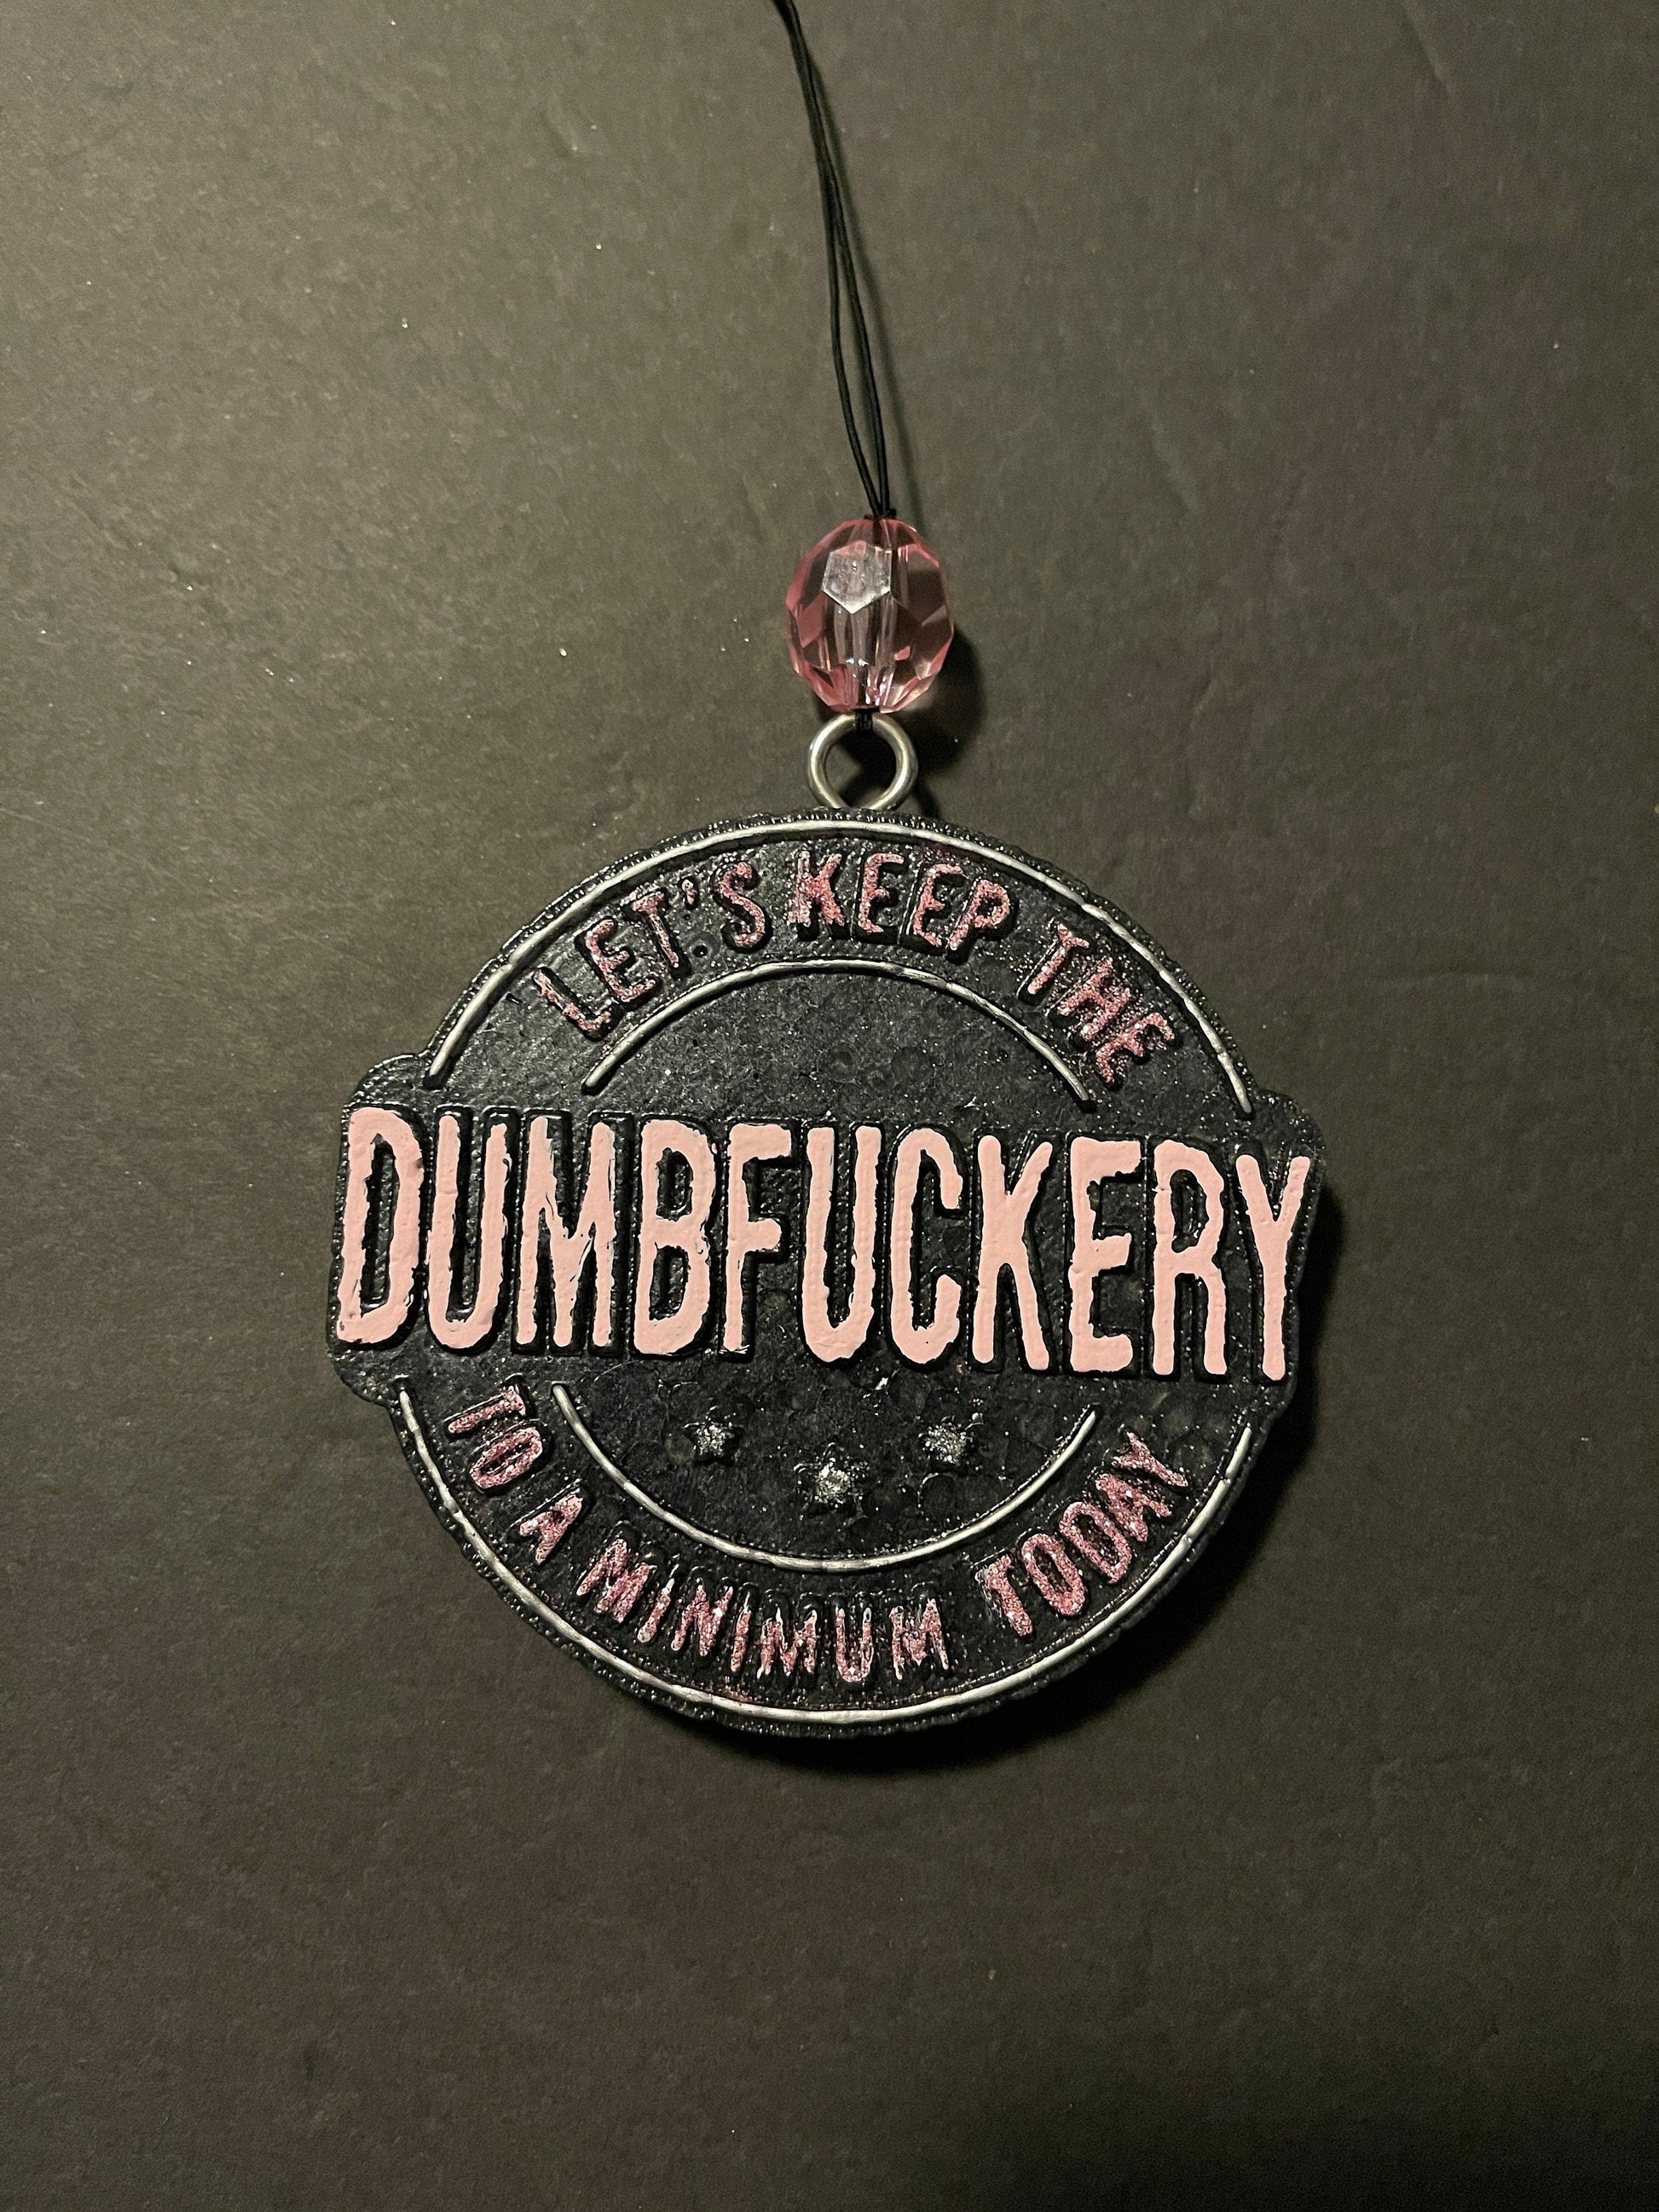 LET'S KEEP THE
DUMBFUCKERY
TO A MINIMUM TODAY